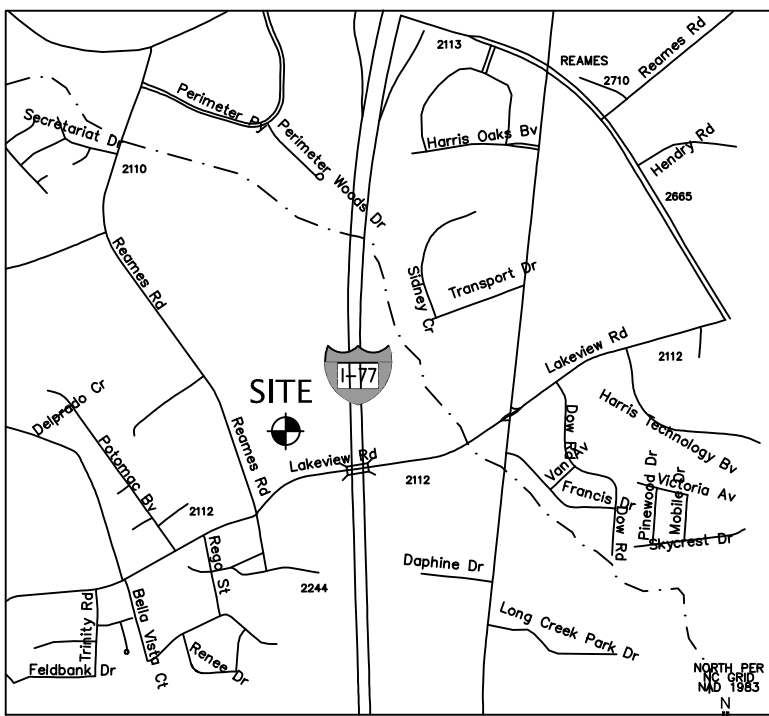 2113
REAMES
2710
Reames Rd
Perimeter Py
Secretariat Dr
Perimeter Woods Dr
Harris Oaks Bv
Hendry Rd
2110
2665
Reames Rd
Sidney Cr
Transport Dr
Lakeview Rd
2112
I-77
SITE
Delprado Cr
Potomac Bv
Reames Rd
Lakeview Rd
2112
2112
Dow Rd
Van Av
Harris Technology Bv
Francis Dr
Dow Rd
Pinewood Dr
Mobile Dr
Victoria Av
Skycrest Dr
Rego St
2244
Daphine Dr
Trinity Rd
Bella Vista Ct
Renee Dr
Feldbank Dr
Long Creek Park Dr
NORTH PER
NC GRID
NAD 1983
N